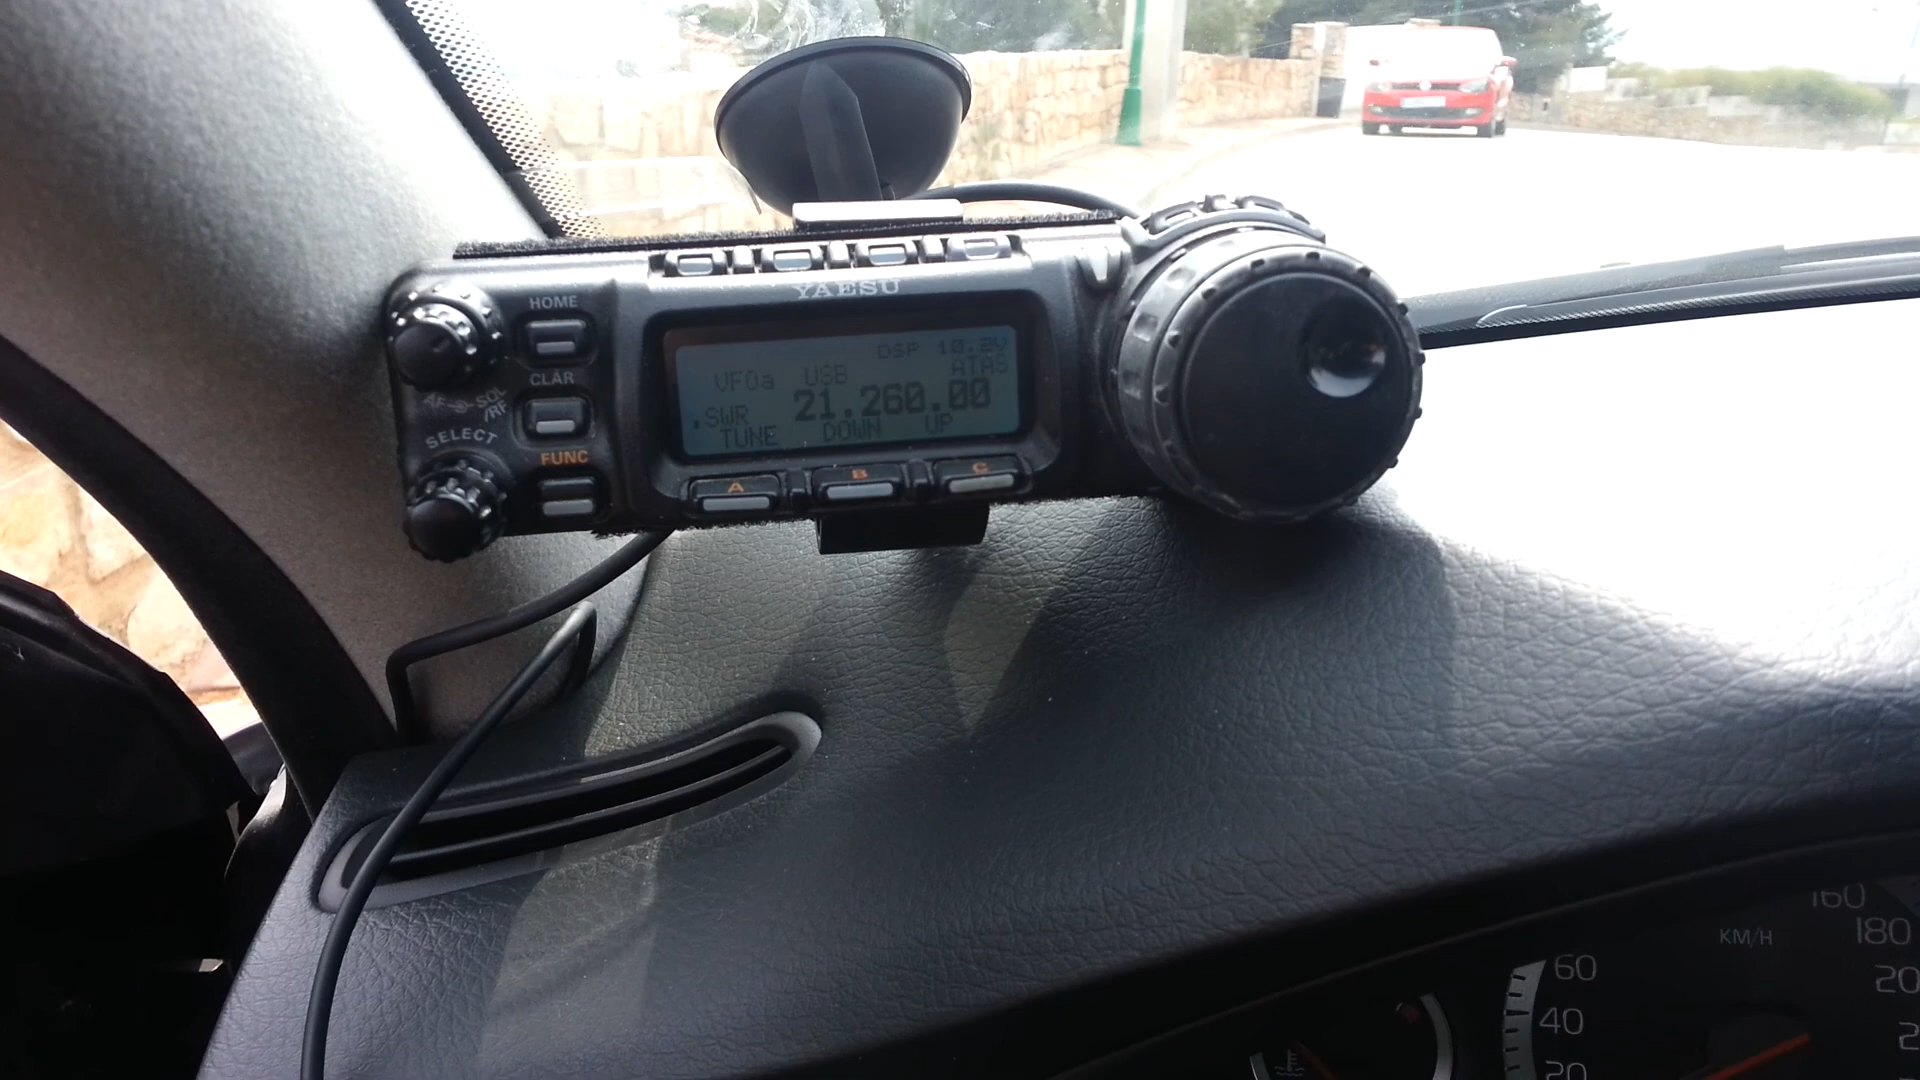 HOME
YAESU
CLAR
AF-⊙-SQL
/RF
SELECT
FUNC
DSP 10.2V
ATAS
VFOa USB
21.260.00
SWR
TUNE DOWN UP
A B C
160
KM/H 180
60
40
20